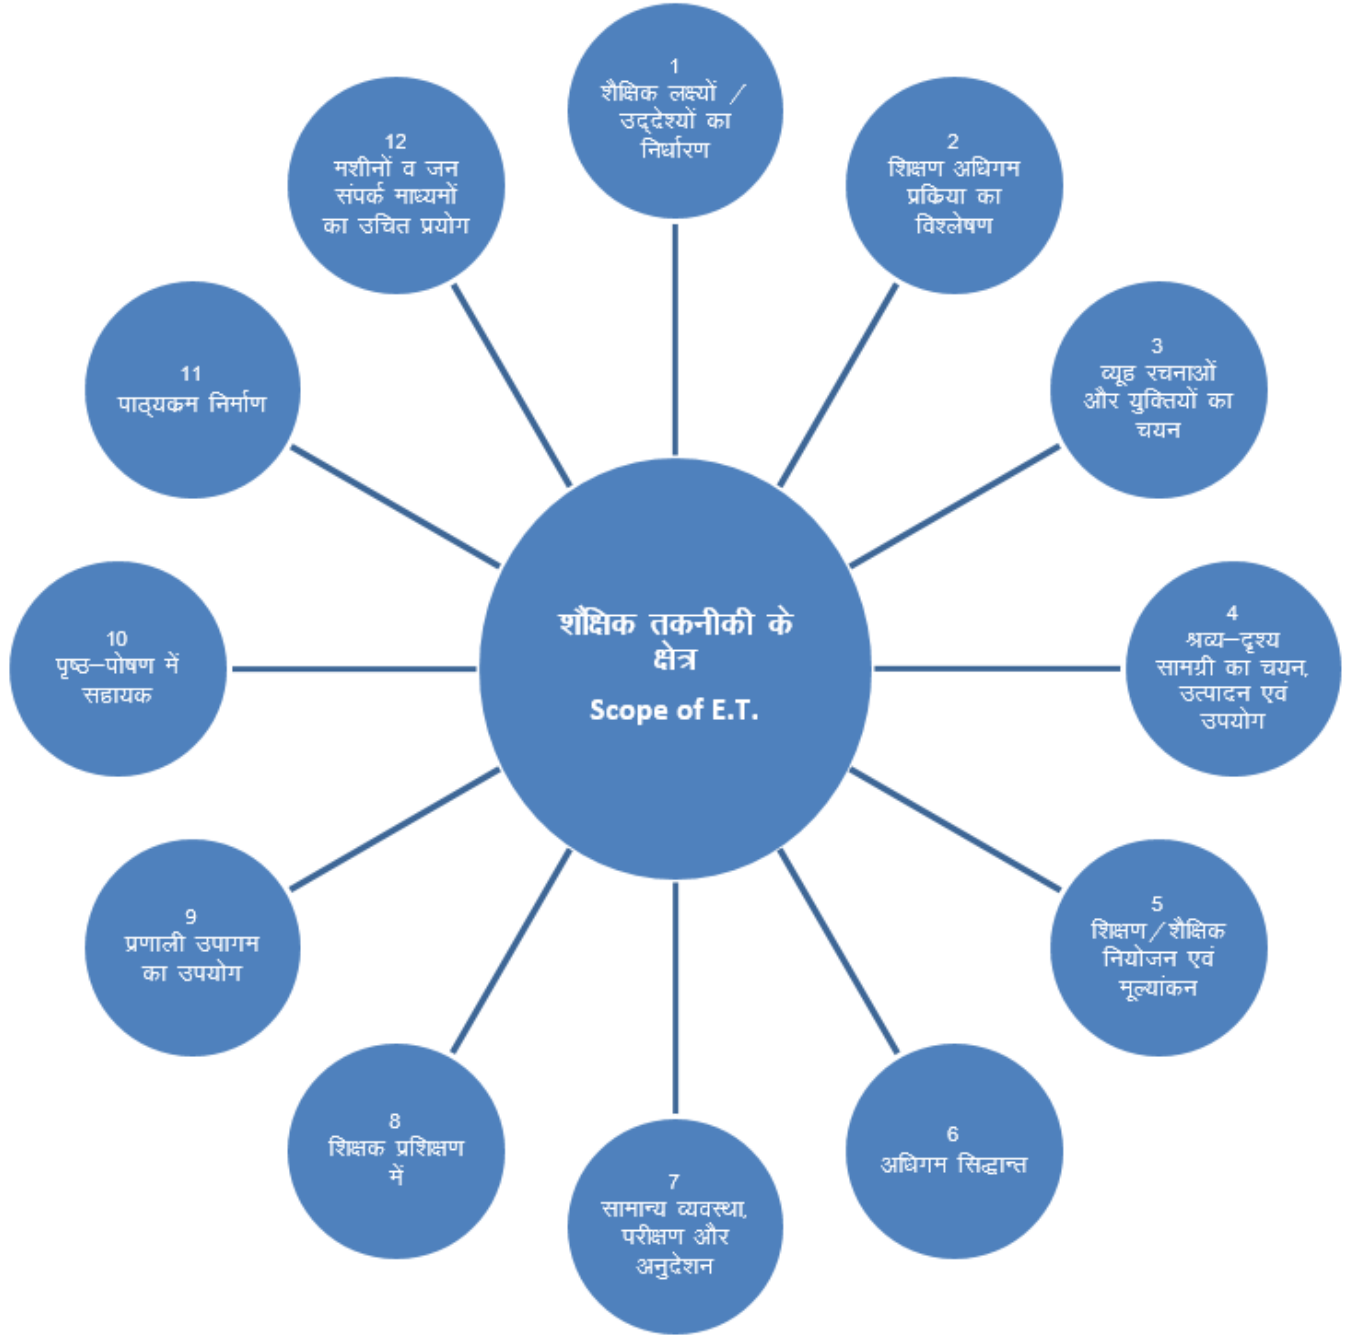 शैक्षिक तकनीकी के
क्षेत्र
Scope of E.T.
1
शैक्षिक लक्ष्यों /
उद्देश्यों का
निर्धारण
2
शिक्षण अधिगम
प्रकिया का
विश्लेषण
3
व्यूह रचनाओं
और युक्तियों का
चयन
4
श्रव्य–दृश्य
सामग्री का चयन,
उत्पादन एवं
उपयोग
5
शिक्षण/शैक्षिक
नियोजन एवं
मूल्यांकन
6
अधिगम सिद्धान्त
7
सामान्य व्यवस्था,
परीक्षण और
अनुदेशन
8
शिक्षक प्रशिक्षण
में
9
प्रणाली उपागम
का उपयोग
10
पृष्ठ–पोषण में
सहायक
11
पाठ्यकम निर्माण
12
मशीनों व जन
संपर्क माध्यमों
का उचित प्रयोग